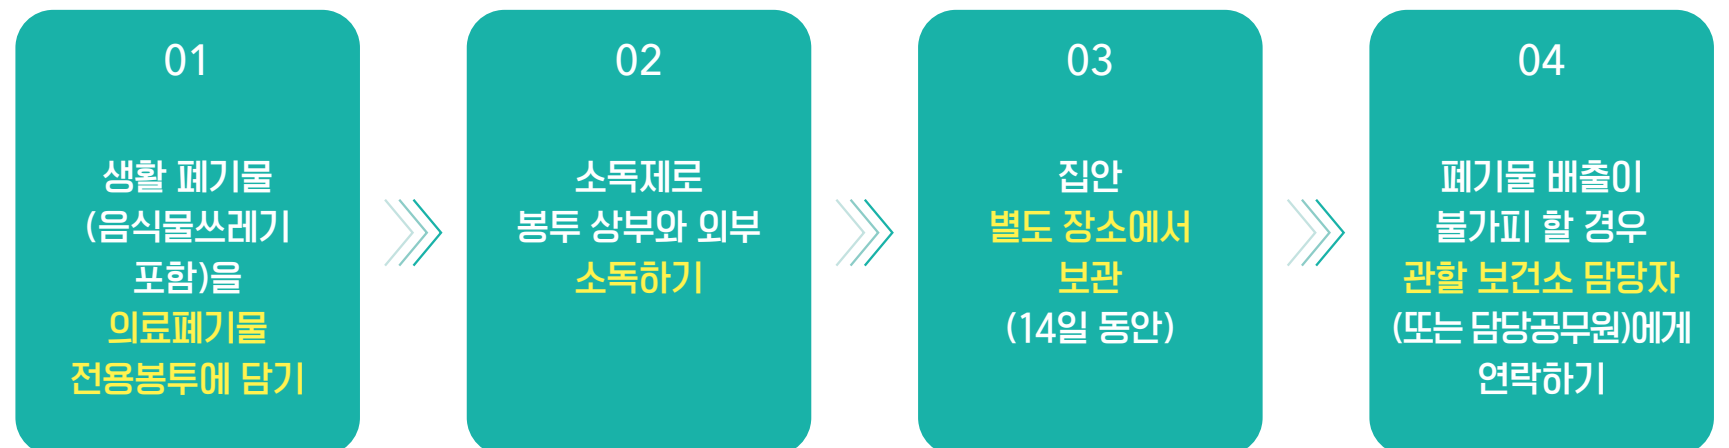 01
생활 폐기물
(음식물쓰레기
포함)을
의료폐기물
전용봉투에 담기
02
소독제로
봉투 상부와 외부
소독하기
03
집안
별도 장소에서
보관
(14일 동안)
04
폐기물 배출이
불가피 할 경우
관할 보건소 담당자
(또는 담당공무원)에게
연락하기